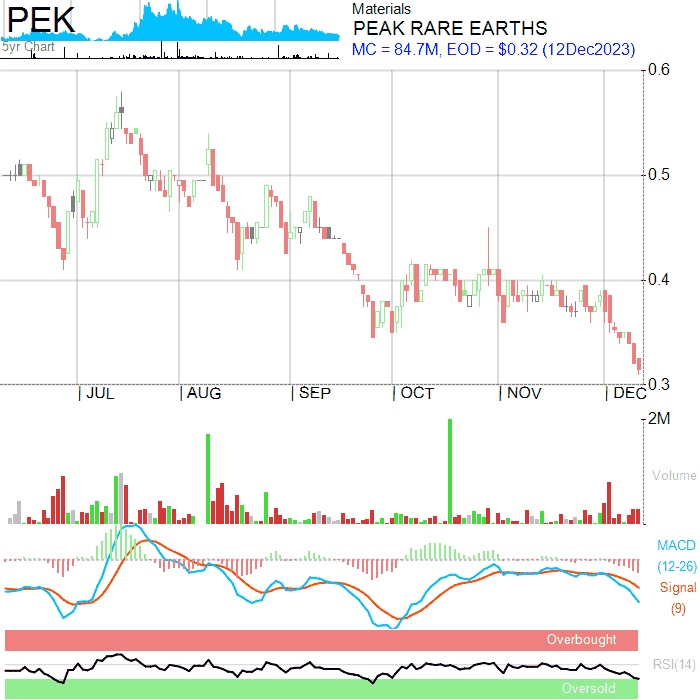 PEK
5yr Chart
Materials
PEAK RARE EARTHS
MC = 84.7M, EOD = $0.32 (12Dec2023)
0.6
0.5
0.4
0.3
JUL AUG SEP OCT NOV DEC
2M
Volume
MACD
(12-26)
Signal
(9)
Overbought
RSI(14)
Oversold